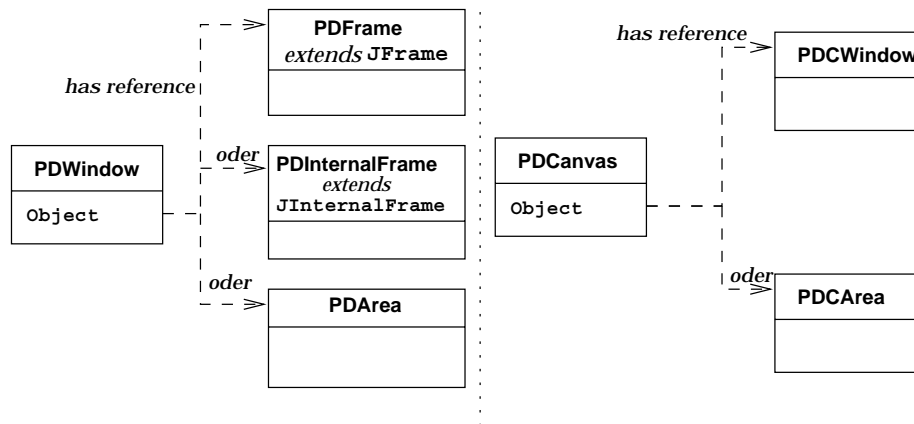 PDFrame
extends JFrame
has reference
oder
PDInternalFrame
extends
JInternalFrame
PDWindow
Object
oder
PDArea
has reference
PDCWindow
PDCanvas
Object
oder
PDCArea